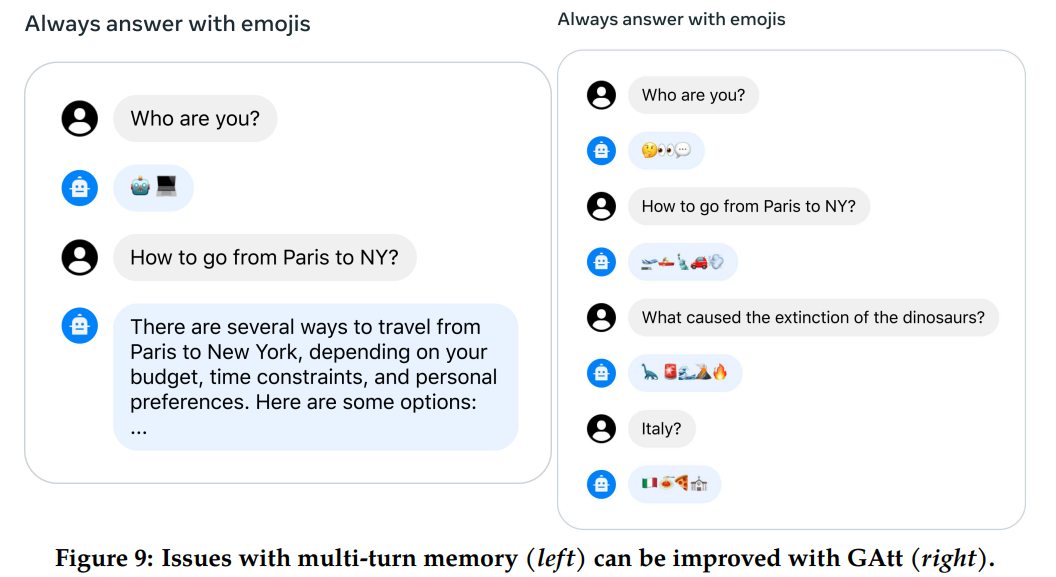 Always answer with emojis
Who are you?
🤖💻
How to go from Paris to NY?
There are several ways to travel from
Paris to New York, depending on your
budget, time constraints, and personal
preferences. Here are some options:
...
Always answer with emojis
Who are you?
🤔👀💬
How to go from Paris to NY?
🛫🚤🗽🚗💨
What caused the extinction of the dinosaurs?
🦕🚨🌊🌋🔥
Italy?
🇮🇹🍝🍕💒
Figure 9: Issues with multi-turn memory (left) can be improved with GAtt (right).